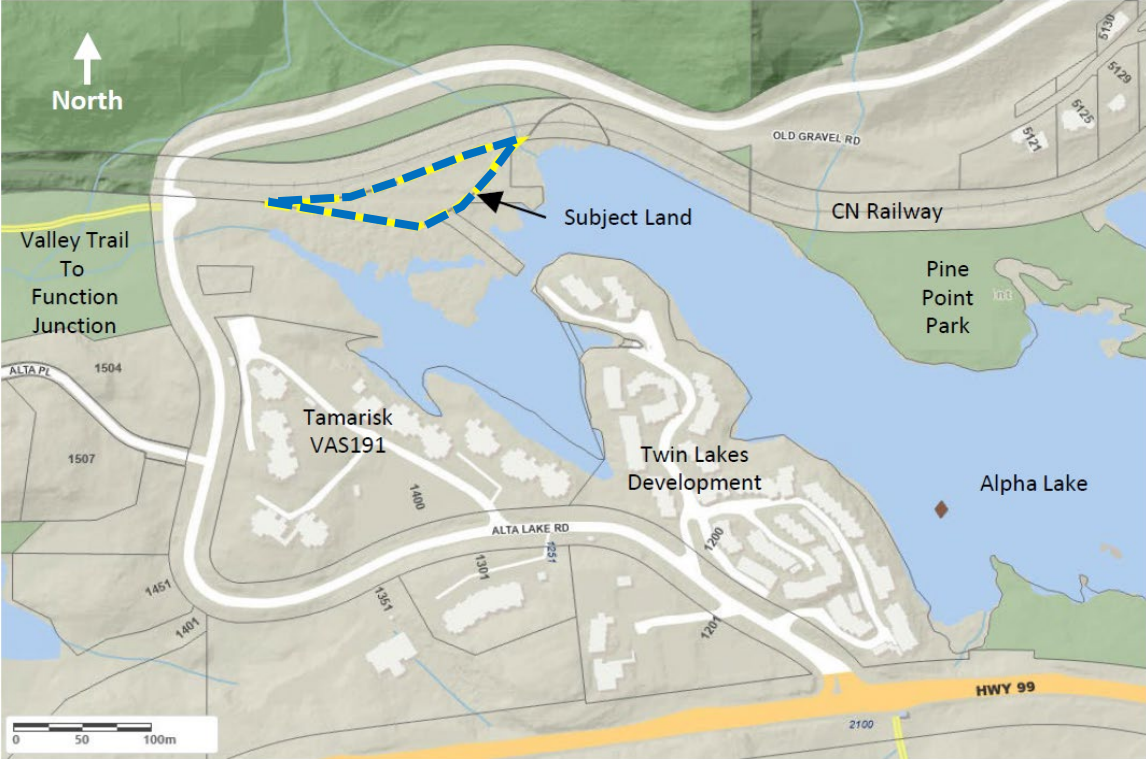 North
5130
5129
5125
5121
OLD GRAVEL RD
Subject Land
CN Railway
Valley Trail
To
Function
Junction
Pine
Point
Park
ALTA PL
1504
1507
Tamarisk
VAS191
Twin Lakes
Development
Alpha Lake
1400
ALTA LAKE RD
1200
1251
1301
1351
1451
1401
1201
HWY 99
2100
0 50 100m